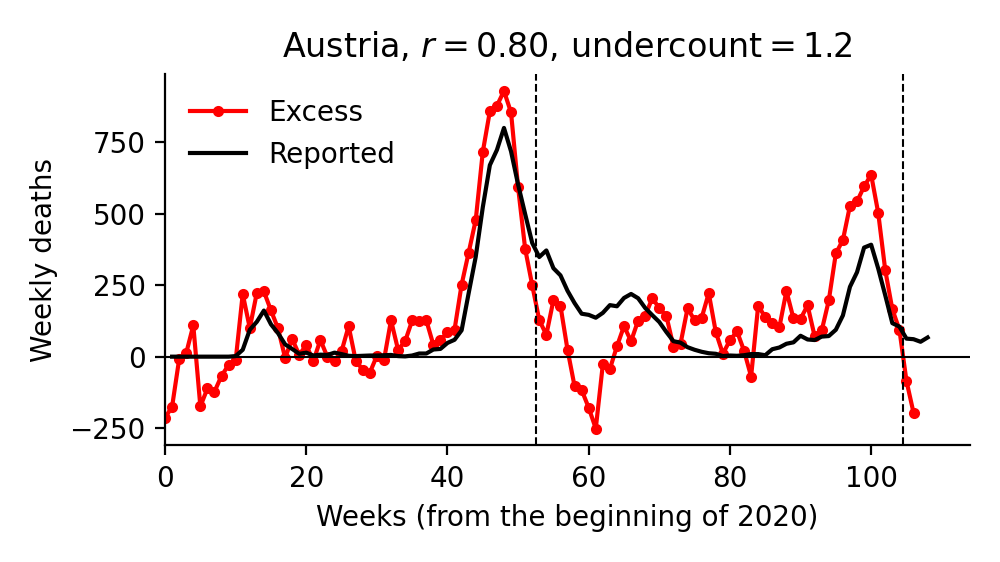 Austria, r = 0.80, undercount = 1.2
Excess
Reported
Weekly deaths
750
500
250
0
−250
0 20 40 60 80 100
Weeks (from the beginning of 2020)